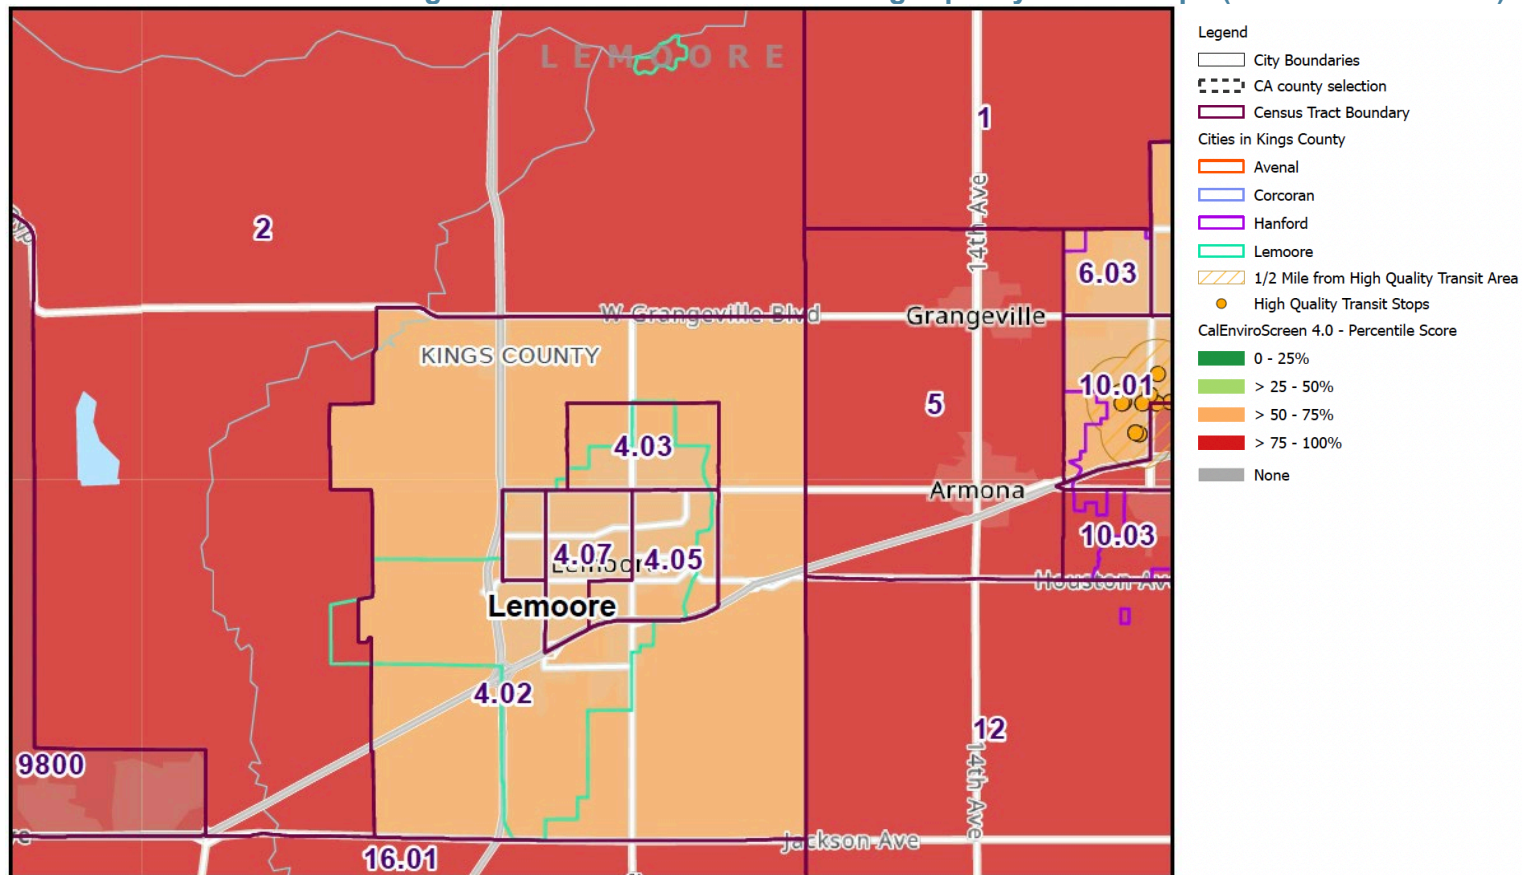 LEMOORE
1
14th Ave
2
6.03
W Grangeville Blvd
Grangeville
KINGS COUNTY
10.01
5
4.03
Armona
10.03
4.07
4.05
Lemoore
Houston Av
Lemoore
4.02
12
9800
14th Ave
Jackson Ave
16.01
Legend
City Boundaries
CA county selection
Census Tract Boundary
Cities in Kings County
Avenal
Corcoran
Hanford
Lemoore
1/2 Mile from High Quality Transit Area
High Quality Transit Stops
CalEnviroScreen 4.0 - Percentile Score
0 - 25%
> 25 - 50%
> 50 - 75%
> 75 - 100%
None